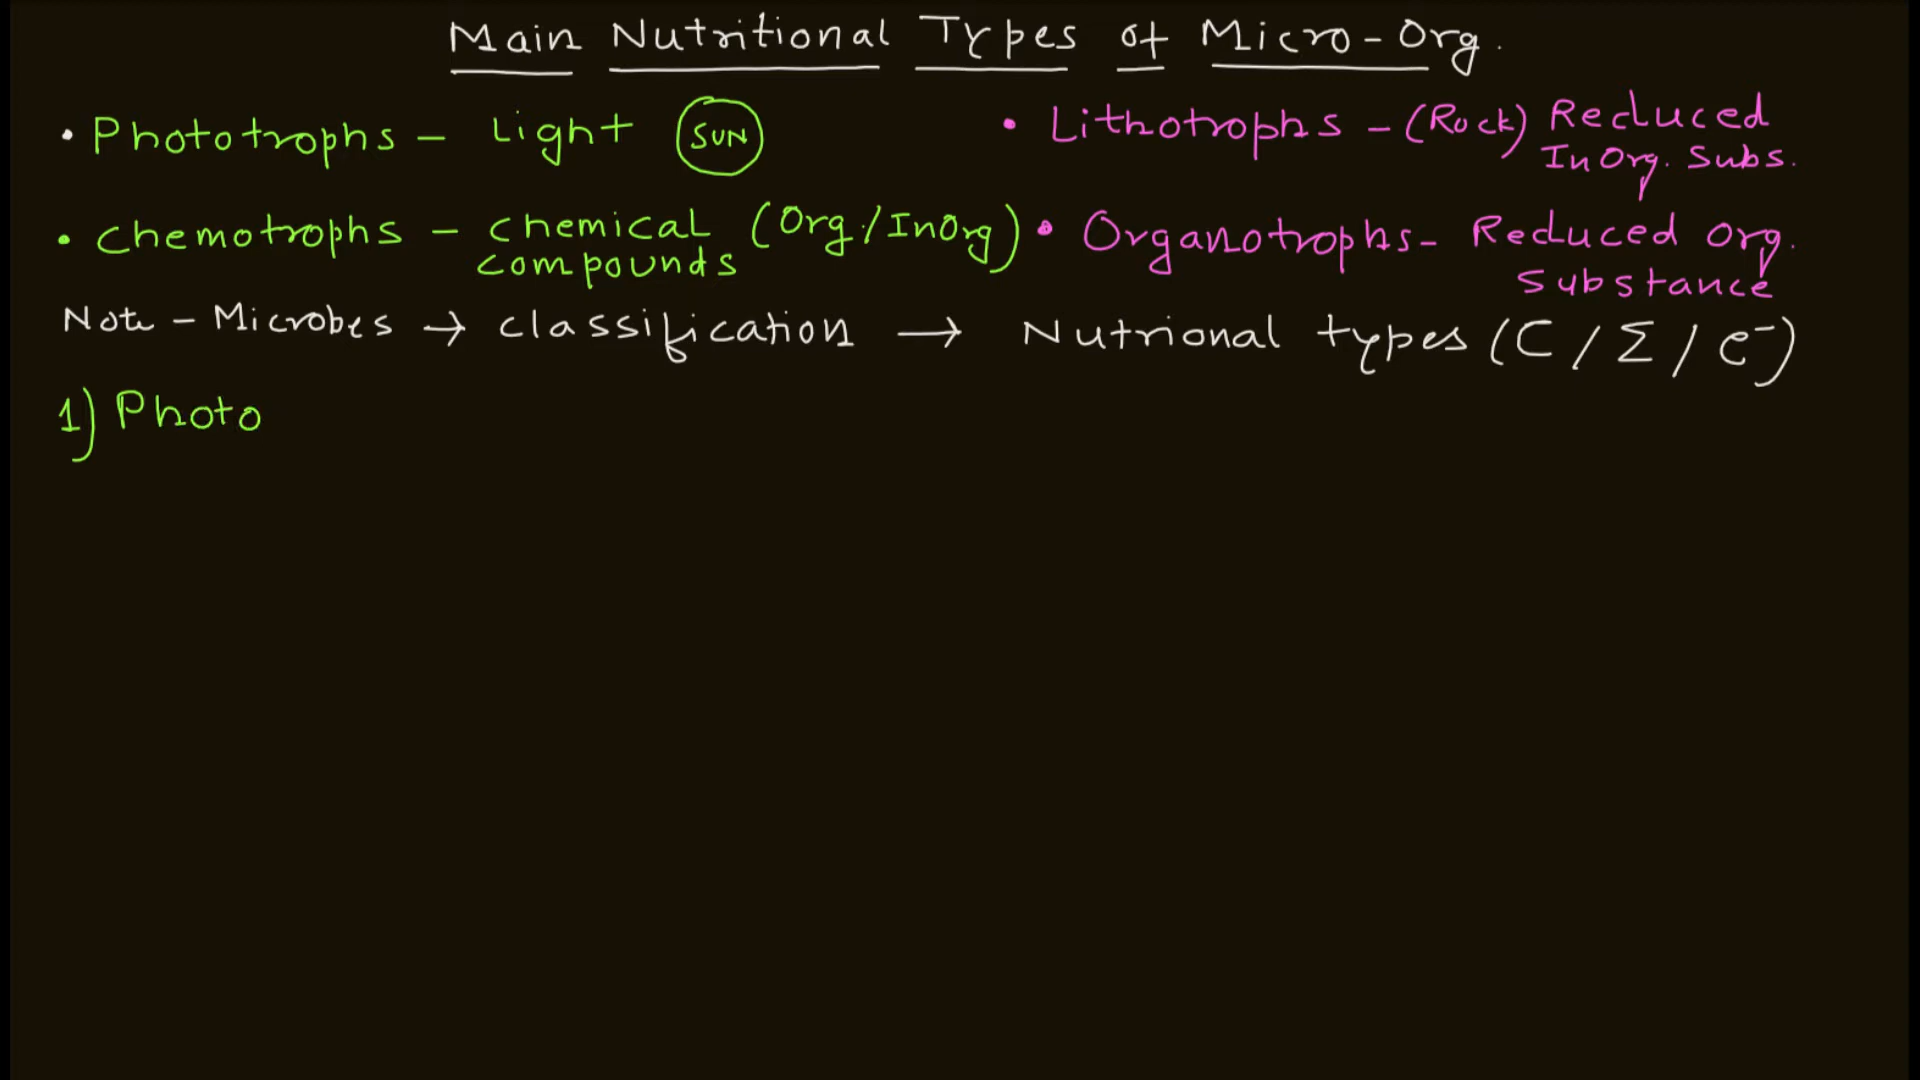 Main Nutritional Types of Micro-Org.
• Phototrophs - Light (SUN)
• Chemotrophs - chemical (Org./InOrg)
compounds
• Lithotrophs - (Rock) Reduced
InOrg. Subs.
• Organotrophs - Reduced org.
Substance
Note - Microbes → classification → Nutrional types (C / Σ / e⁻)
1) Photo